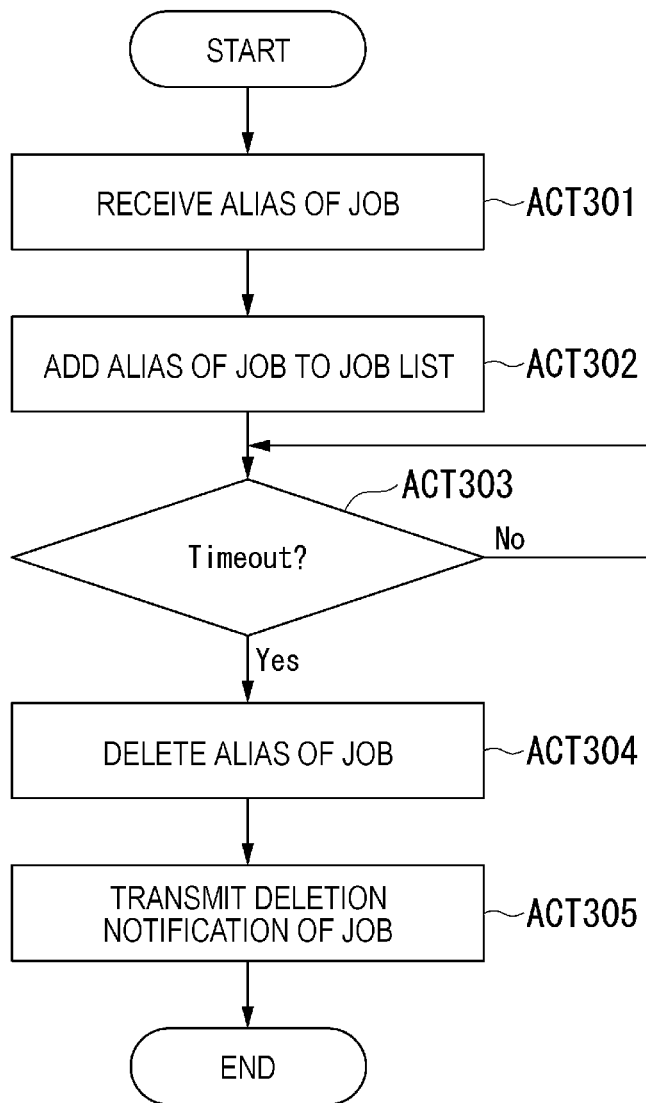 START
RECEIVE ALIAS OF JOB
ACT301
ADD ALIAS OF JOB TO JOB LIST
ACT302
ACT303
Timeout?
No
Yes
DELETE ALIAS OF JOB
ACT304
TRANSMIT DELETION
NOTIFICATION OF JOB
ACT305
END